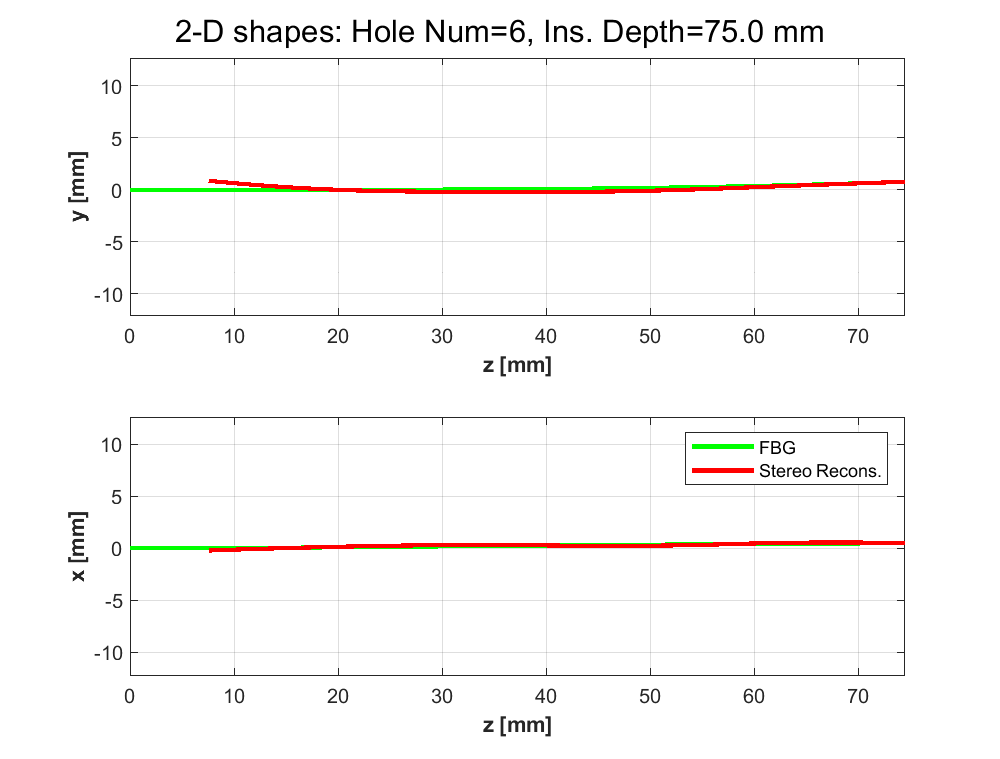 2-D shapes: Hole Num=6, Ins. Depth=75.0 mm
10
5
0
-5
-10
y [mm]
0 10 20 30 40 50 60 70
z [mm]
10
5
0
-5
-10
x [mm]
FBG
Stereo Recons.
0 10 20 30 40 50 60 70
z [mm]